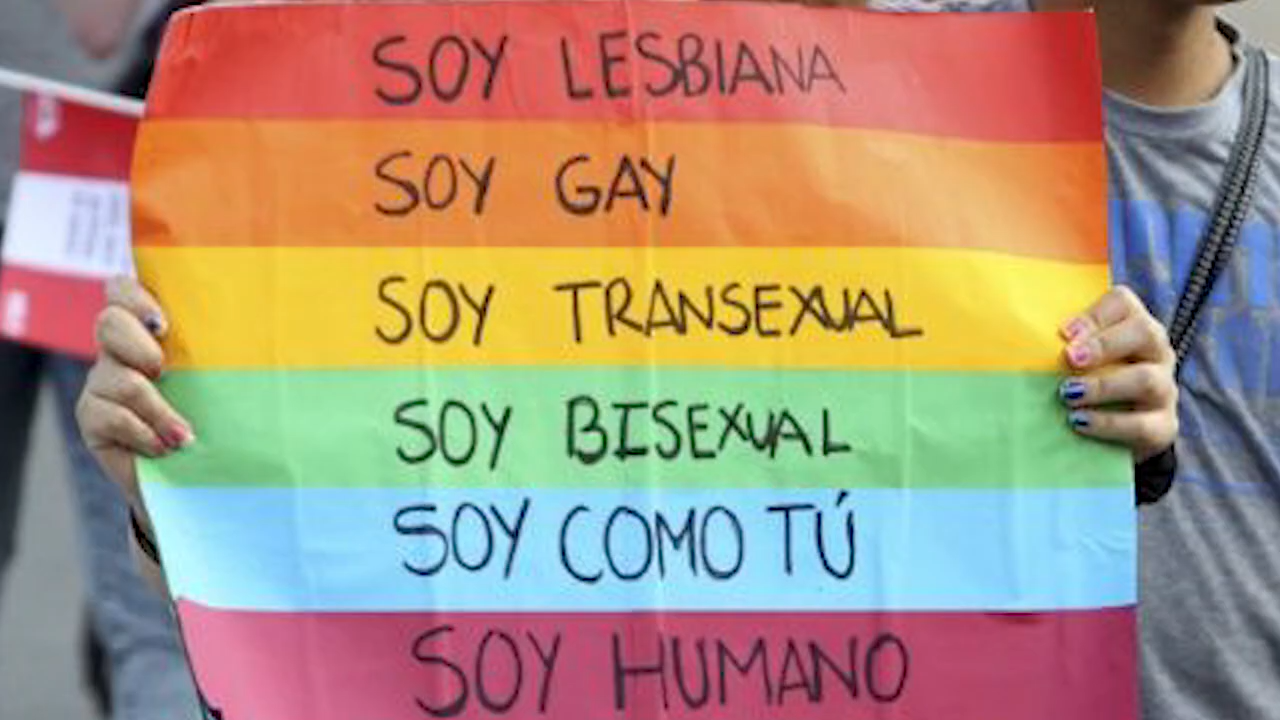 SOY LESBIANA
SOY GAY
SOY TRANSEXUAL
SOY BISEXUAL
SOY COMO TÚ
SOY HUMANO